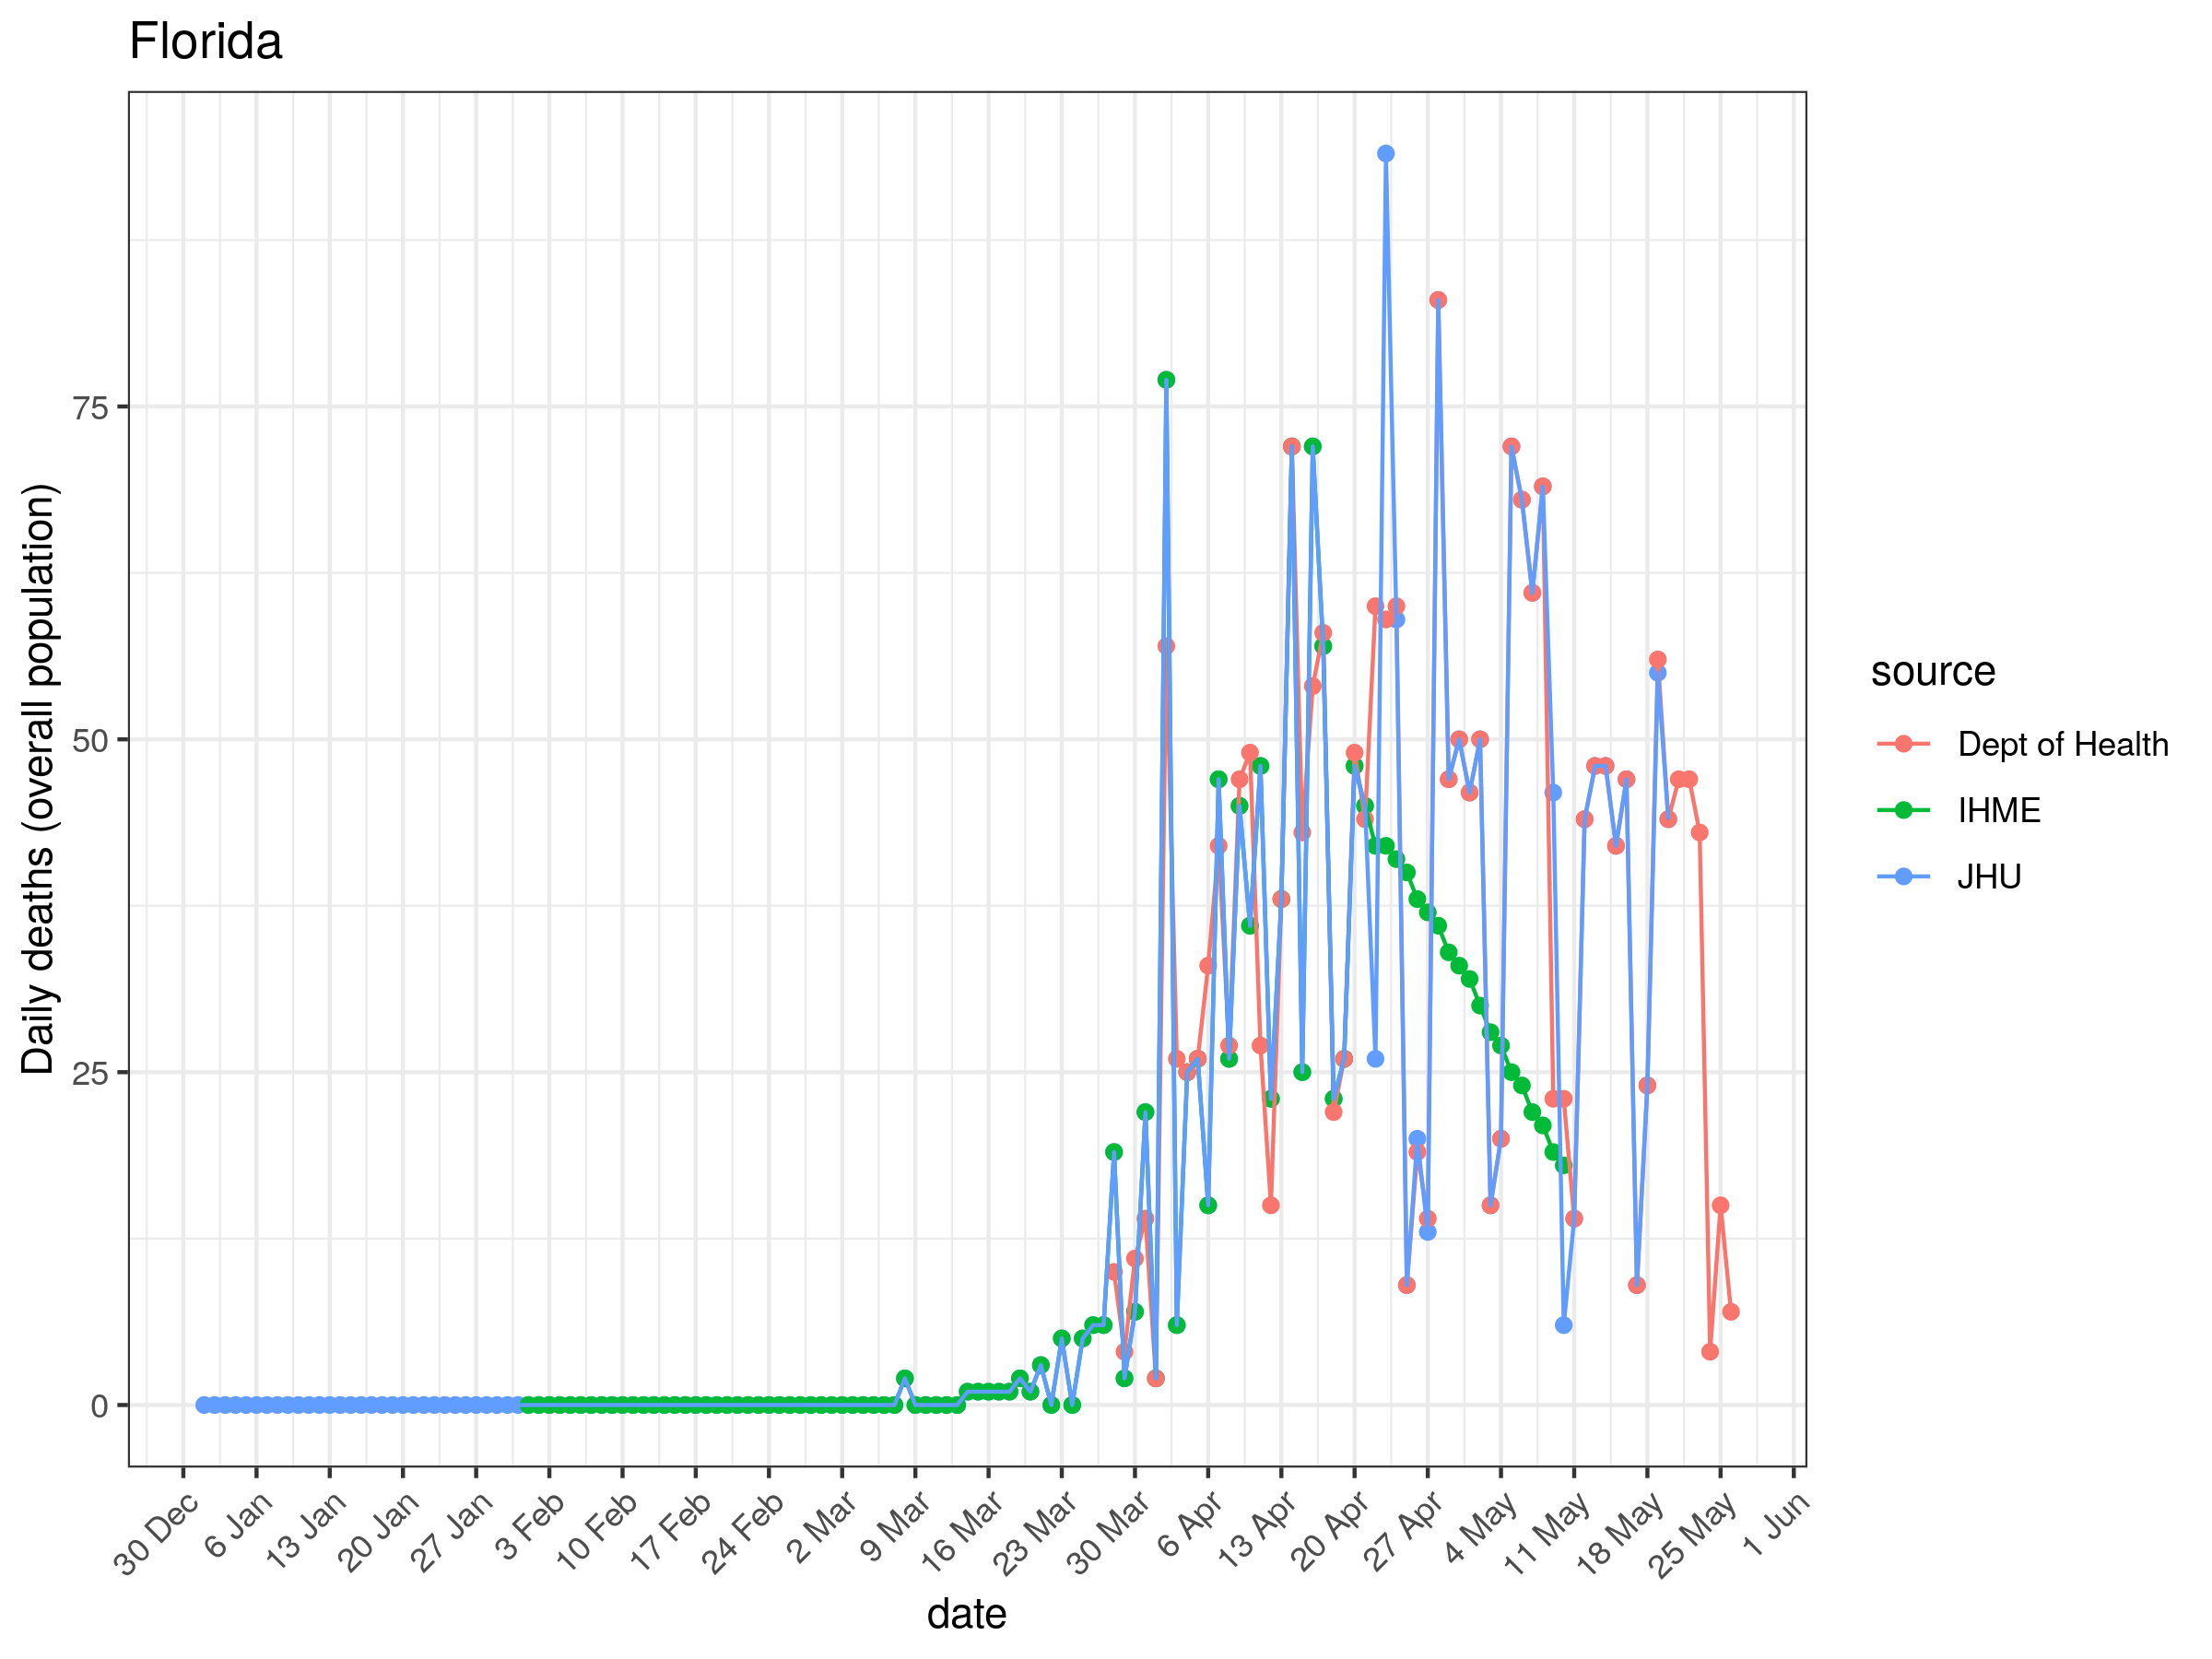 Florida
Daily deaths (overall population)
75
50
25
0
30 Dec
6 Jan
13 Jan
20 Jan
27 Jan
3 Feb
10 Feb
17 Feb
24 Feb
2 Mar
9 Mar
16 Mar
23 Mar
30 Mar
6 Apr
13 Apr
20 Apr
27 Apr
4 May
11 May
18 May
25 May
1 Jun
date
source
Dept of Health
IHME
JHU